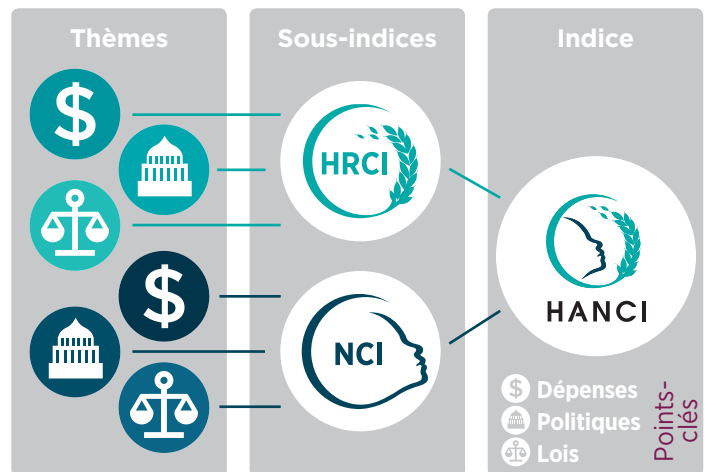 Thèmes
Sous-indices
Indice
$
HRCI
$
NCI
HANCI
$ Dépenses
Politiques
Lois
Points-
clés